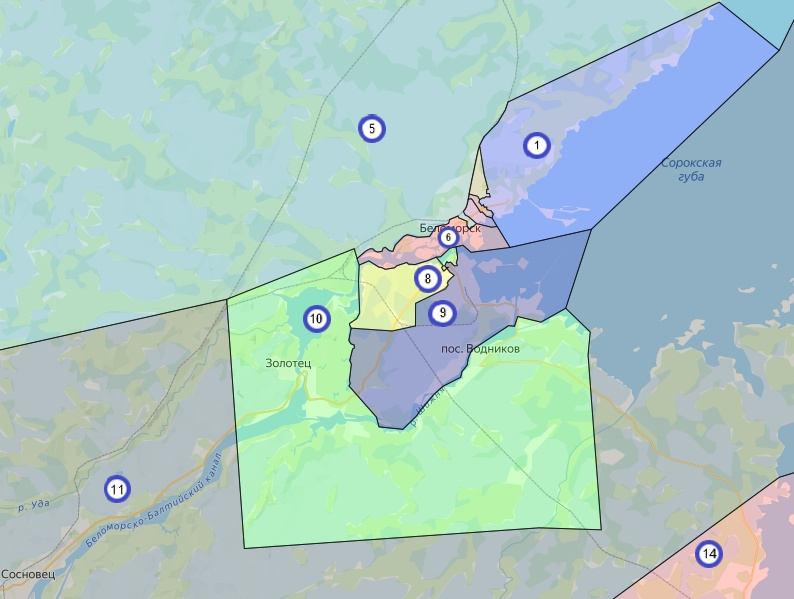 5
1
Сорокская
губа
Беломорск
6
8
9
10
пос. Водников
Золотец
11
Беломорско-Балтийский канал
р. Уда
14
Сосновец